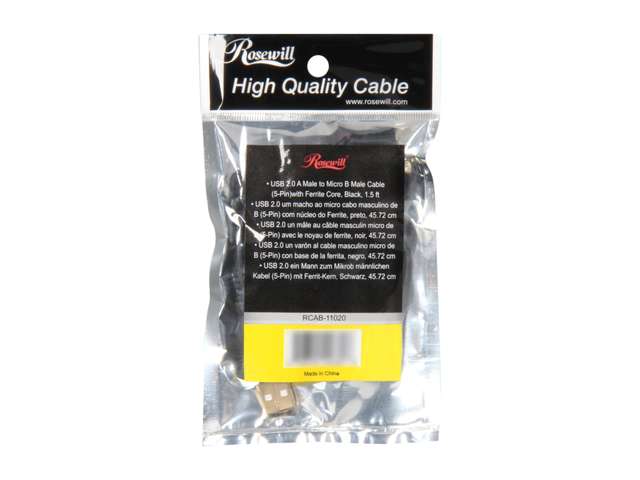 Rosewill
High Quality Cable
www.rosewill.com
Rosewill
• USB 2.0 A Male to Micro B Male Cable
(5-Pin)with Ferrite Core, Black, 1.5 ft
• USB 2.0 um macho ao micro cabo masculino de
B (5-Pin) com núcleo do Ferrite, preto, 45.72 cm
• USB 2.0 un mâle au câble masculin micro de
B (5-Pin) avec le noyau de ferrite, noir, 45.72 cm
• USB 2.0 un varón al cable masculino micro de
B (5-Pin) con base de la ferrita, negro, 45.72 cm
• USB 2.0 ein Mann zum Mikrob männlichen
Kabel (5-Pin) mit Ferrit-Kern, Schwarz, 45.72 cm
RCAB-11020
Made in China